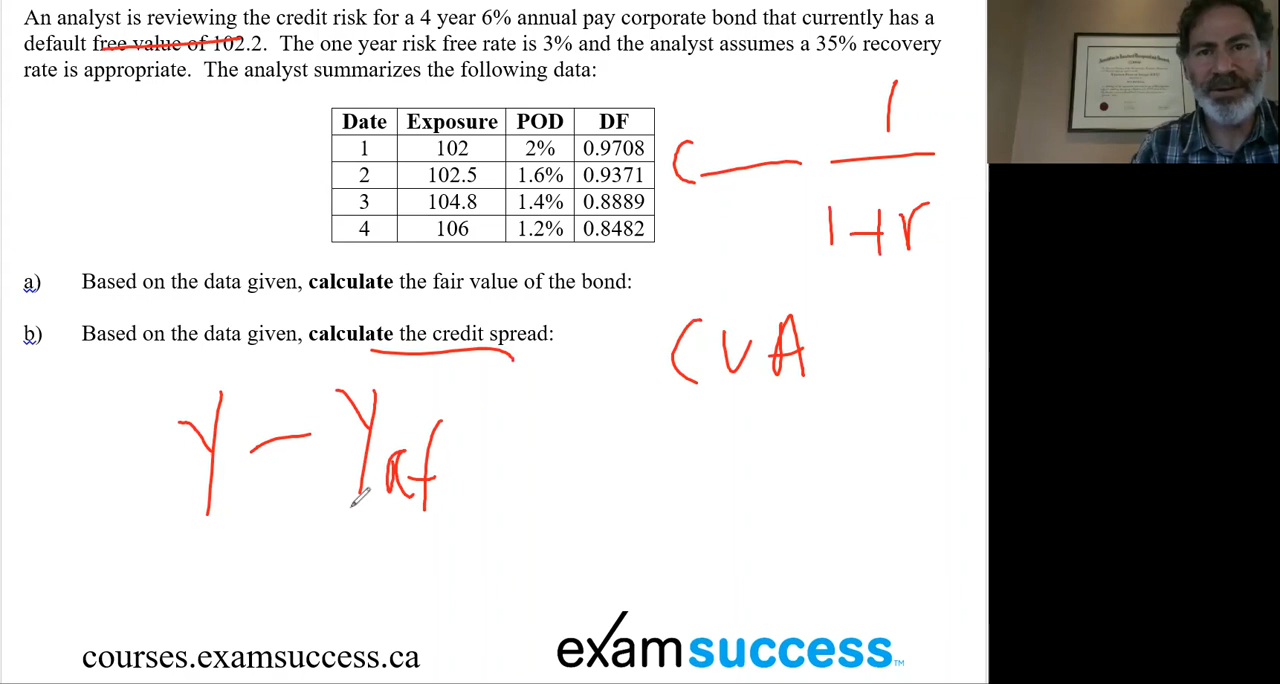 An analyst is reviewing the credit risk for a 4 year 6% annual pay corporate bond that currently has a
default free value of 102.2. The one year risk free rate is 3% and the analyst assumes a 35% recovery
rate is appropriate. The analyst summarizes the following data:
Date Exposure POD DF
1 102 2% 0.9708
2 102.5 1.6% 0.9371
3 104.8 1.4% 0.8889
4 106 1.2% 0.8482
1
1+r
a) Based on the data given, calculate the fair value of the bond:
b) Based on the data given, calculate the credit spread:
CVA
Y - YRf
courses.examsuccess.ca
examsuccess.™